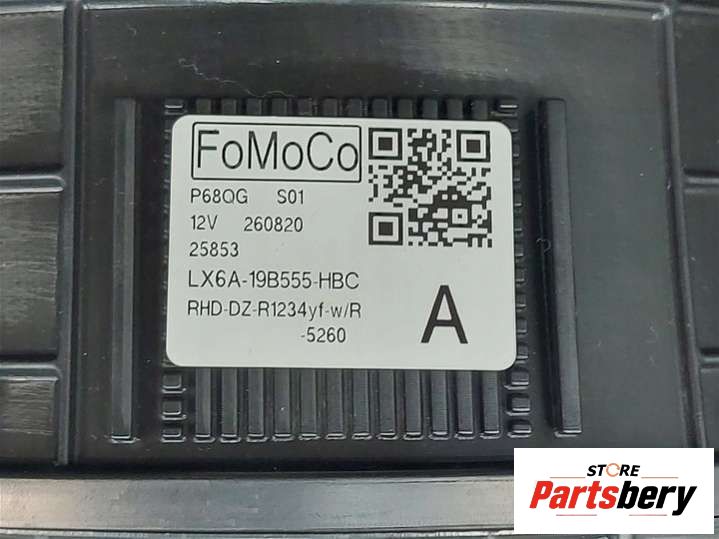 FoMoCo
P68QG S01
12V 260820
25853
LX6A-19B555-HBC
RHD-DZ-R1234yf-w/R
-5260
A
STORE
Partsbery